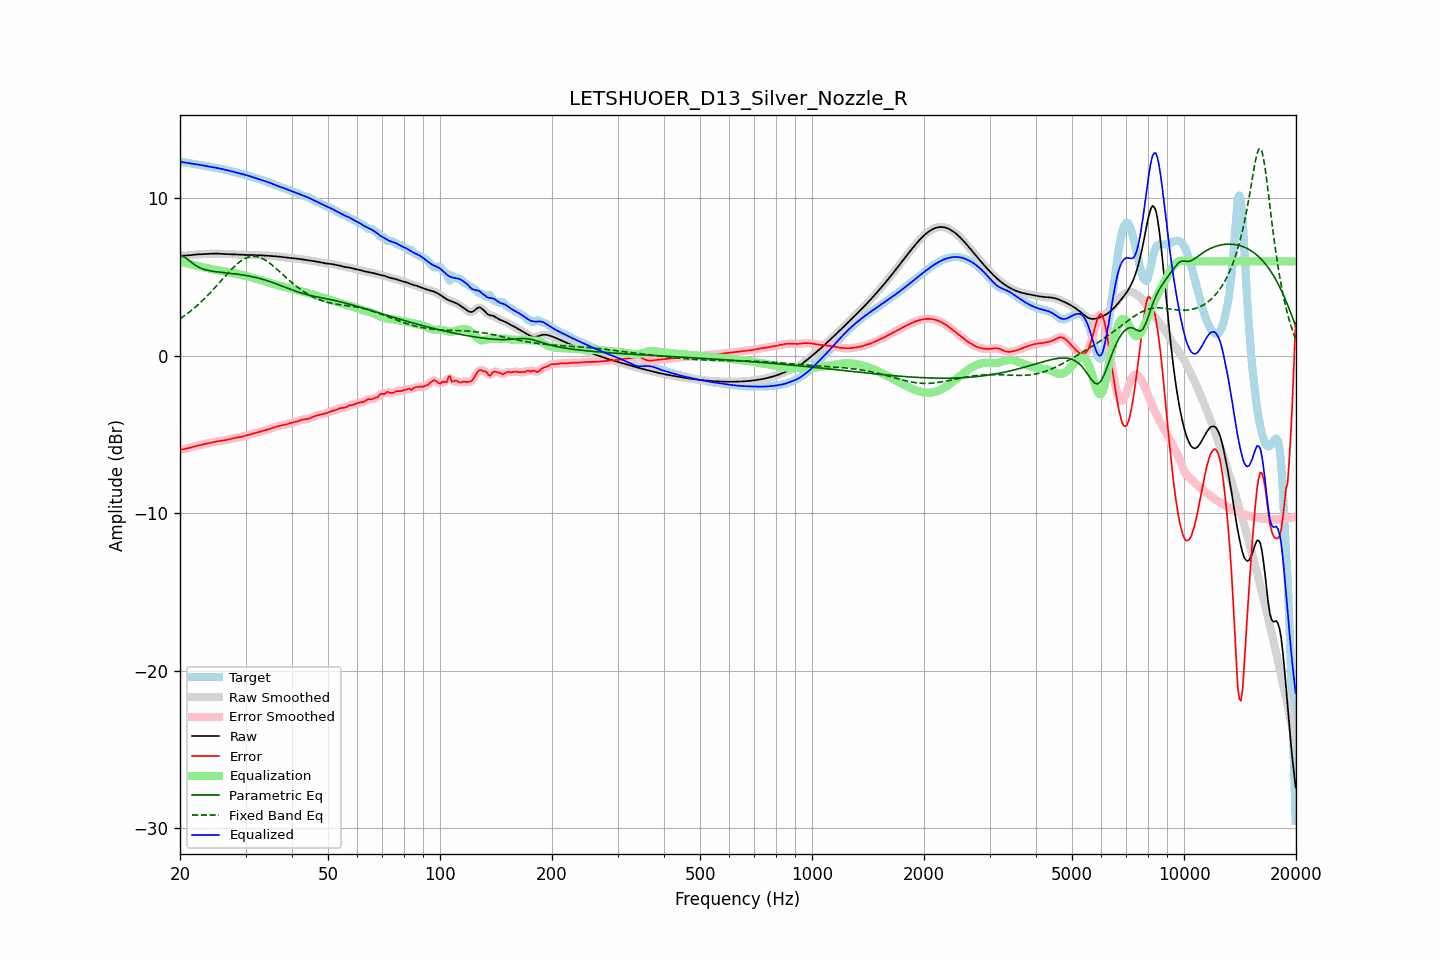 LETSHUOER_D13_Silver_Nozzle_R
Amplitude (dBr)
10
0
−10
−20
−30
Target
Raw Smoothed
Error Smoothed
Raw
Error
Equalization
Parametric Eq
Fixed Band Eq
Equalized
20 50 100 200 500 1000 2000 5000 10000 20000
Frequency (Hz)